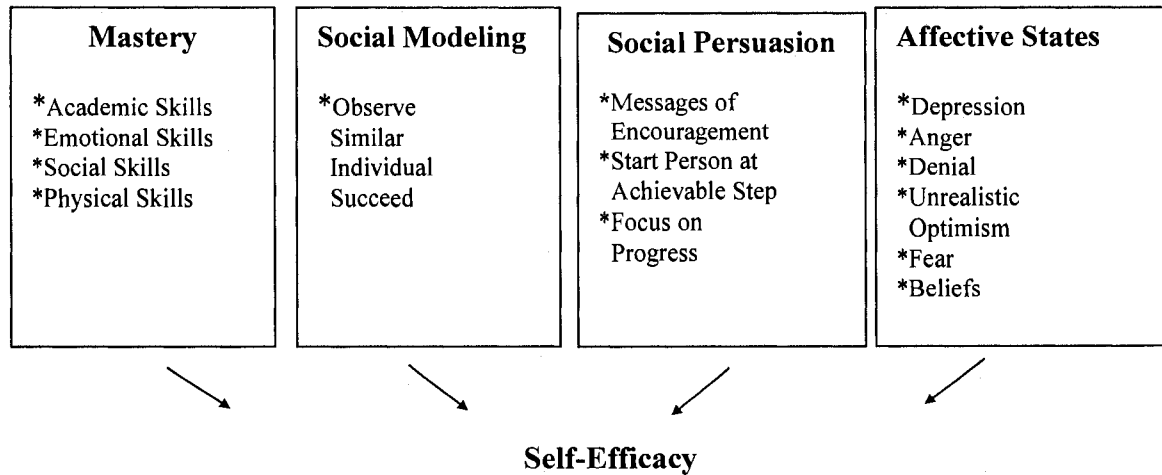 Mastery
*Academic Skills
*Emotional Skills
*Social Skills
*Physical Skills
Social Modeling
*Observe
Similar
Individual
Succeed
Social Persuasion
*Messages of
Encouragement
*Start Person at
Achievable Step
*Focus on
Progress
Affective States
*Depression
*Anger
*Denial
*Unrealistic
Optimism
*Fear
*Beliefs
Self-Efficacy